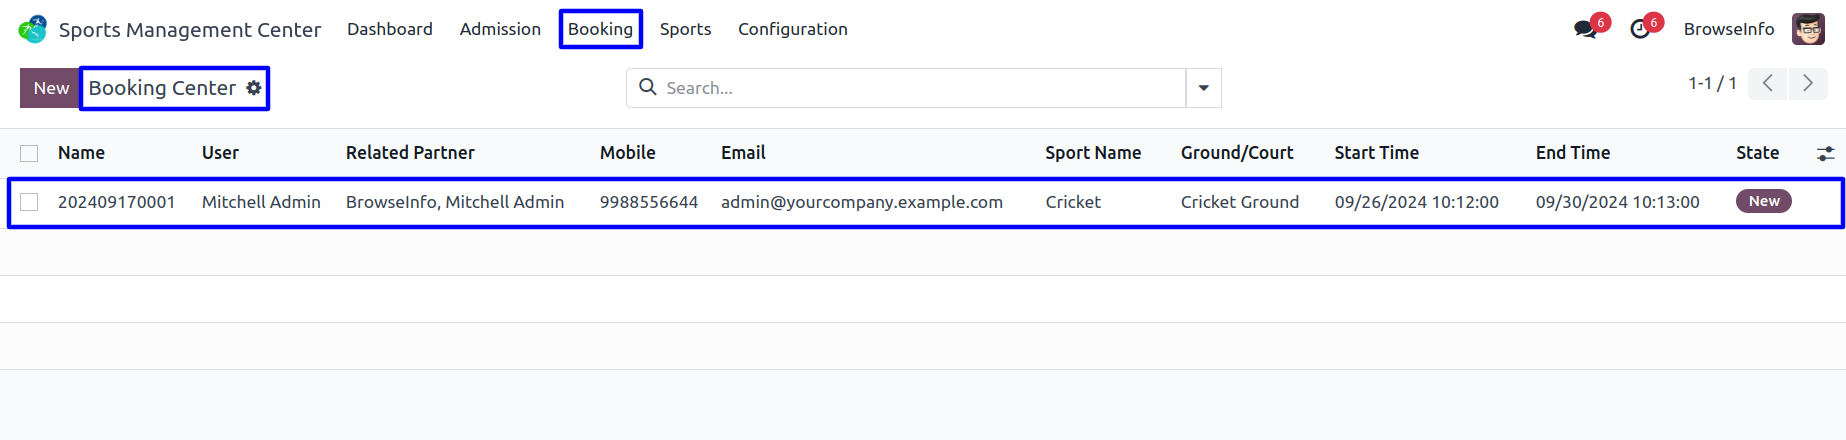 Sports Management Center Dashboard Admission Booking Sports Configuration 6 6 BrowseInfo
New Booking Center Search... 1-1 / 1
Name User Related Partner Mobile Email Sport Name Ground/Court Start Time End Time State
202409170001 Mitchell Admin BrowseInfo, Mitchell Admin 9988556644 admin@yourcompany.example.com Cricket Cricket Ground 09/26/2024 10:12:00 09/30/2024 10:13:00 New